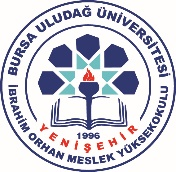 BURSA ULUDAĞ ÜNİVERSİTESİ
İBRAHİM ORHAN MESLEK YÜKSEKOKULU
1996
YENİŞEHİR